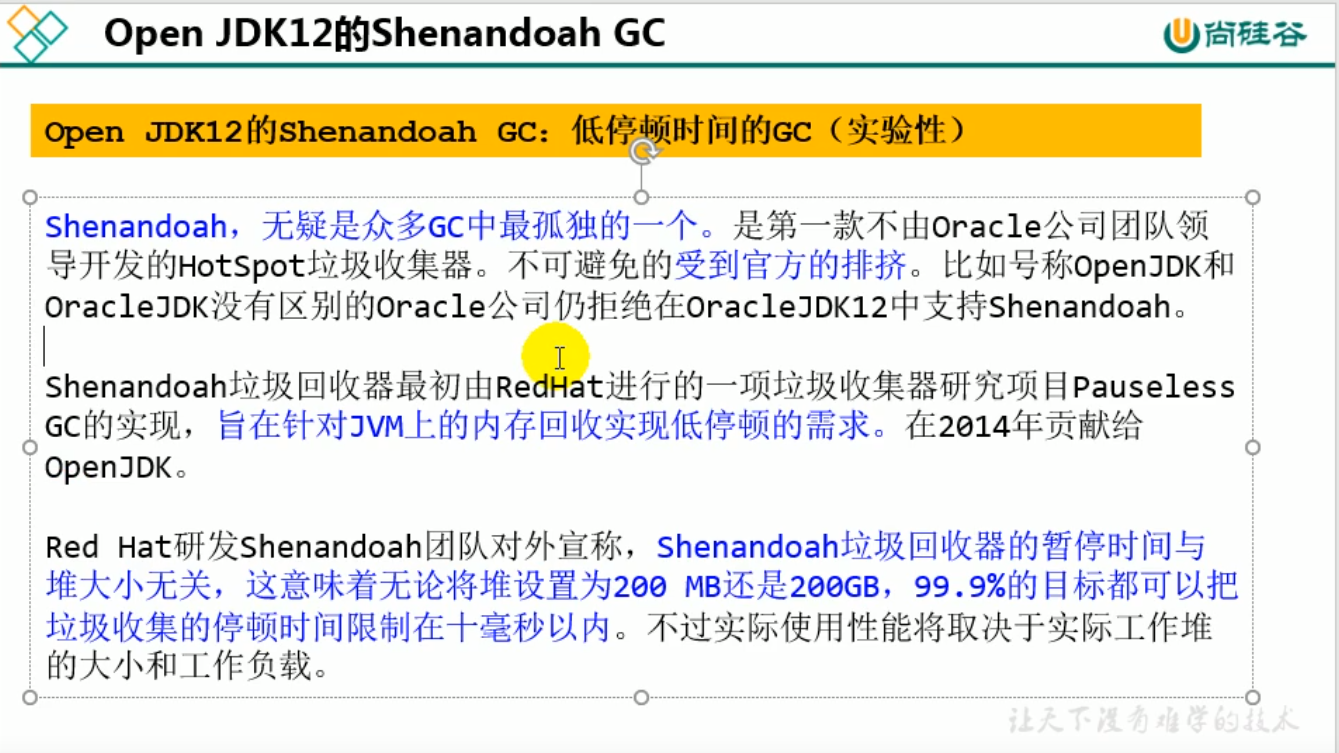 Open JDK12的Shenandoah GC
尚硅谷
Open JDK12的Shenandoah GC：低停顿时间的GC（实验性）
Shenandoah，无疑是众多GC中最孤独的一个。是第一款不由Oracle公司团队领
导开发的HotSpot垃圾收集器。不可避免的受到官方的排挤。比如号称OpenJDK和
OracleJDK没有区别的Oracle公司仍拒绝在OracleJDK12中支持Shenandoah。
Shenandoah垃圾回收器最初由RedHat进行的一项垃圾收集器研究项目Pauseless
GC的实现，旨在针对JVM上的内存回收实现低停顿的需求。在2014年贡献给
OpenJDK。
Red Hat研发Shenandoah团队对外宣称，Shenandoah垃圾回收器的暂停时间与
堆大小无关，这意味着无论将堆设置为200 MB还是200GB，99.9%的目标都可以把
垃圾收集的停顿时间限制在十毫秒以内。不过实际使用性能将取决于实际工作堆
的大小和工作负载。
让天下没有难学的技术